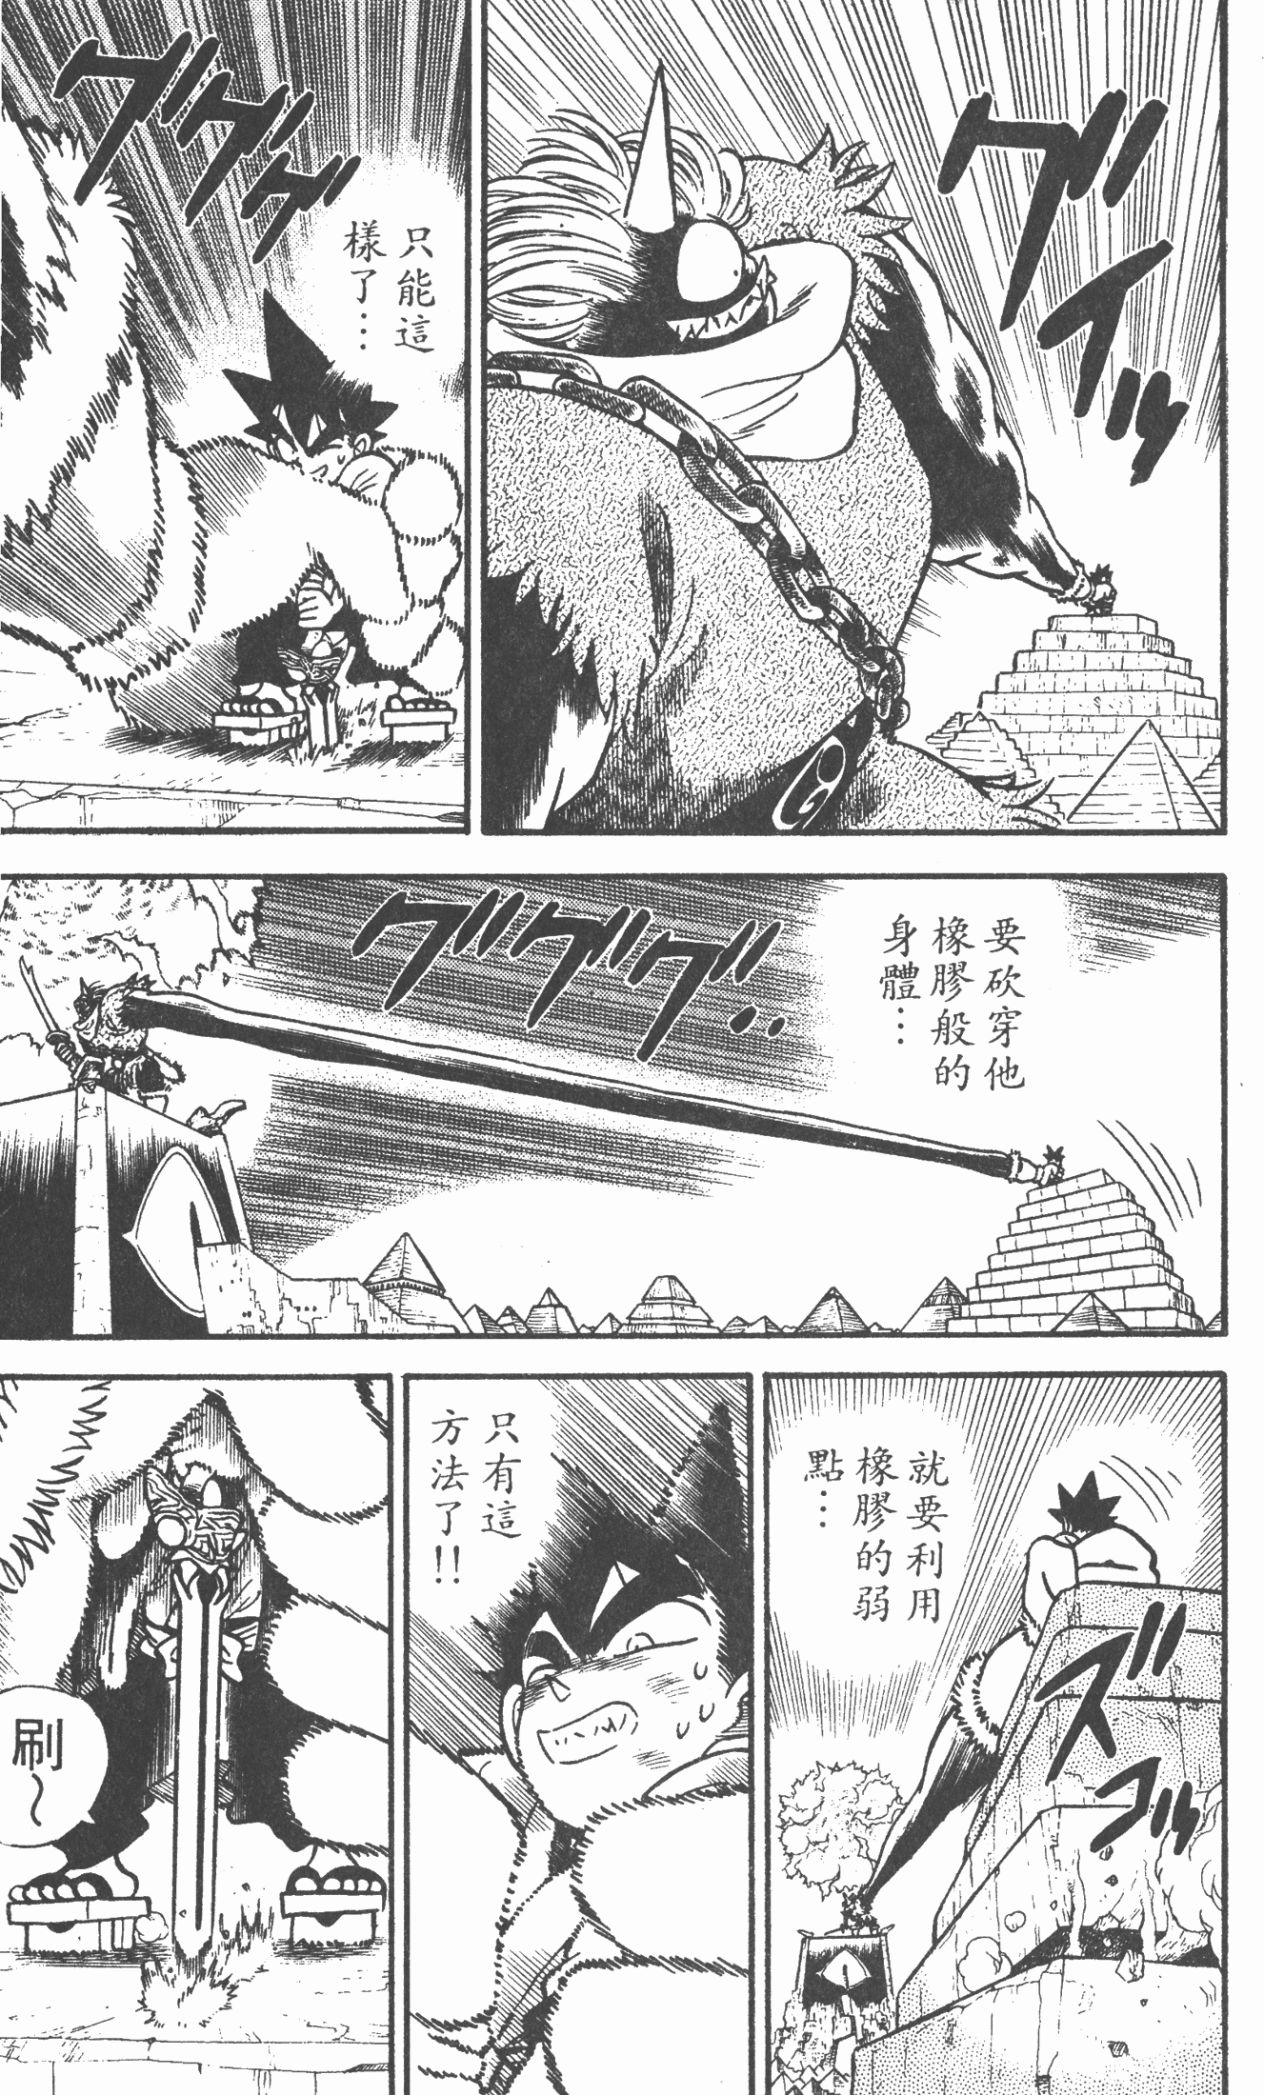 グイッ
グググ
只能這
樣了…
要砍穿他
橡膠般的
身體…
グググ‥
就要利用
橡膠的弱
點…
ズコッ
只有這
方法了!!
刷～